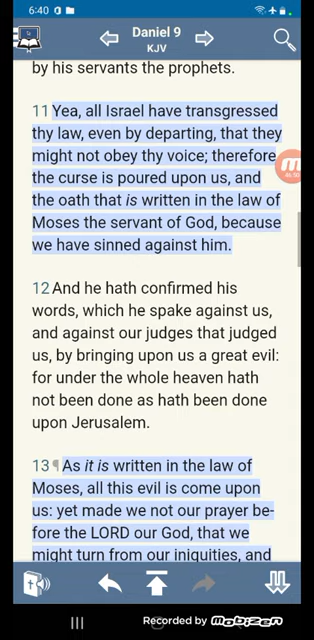 6:40
Daniel 9
KJV
by his servants the prophets.
11 Yea, all Israel have transgressed
thy law, even by departing, that they
might not obey thy voice; therefore
the curse is poured upon us, and
the oath that is written in the law of
Moses the servant of God, because
we have sinned against him.
12 And he hath confirmed his
words, which he spake against us,
and against our judges that judged
us, by bringing upon us a great evil:
for under the whole heaven hath
not been done as hath been done
upon Jerusalem.
13 ¶ As it is written in the law of
Moses, all this evil is come upon
us: yet made we not our prayer be-
fore the LORD our God, that we
might turn from our iniquities, and
Recorded by Mobizen